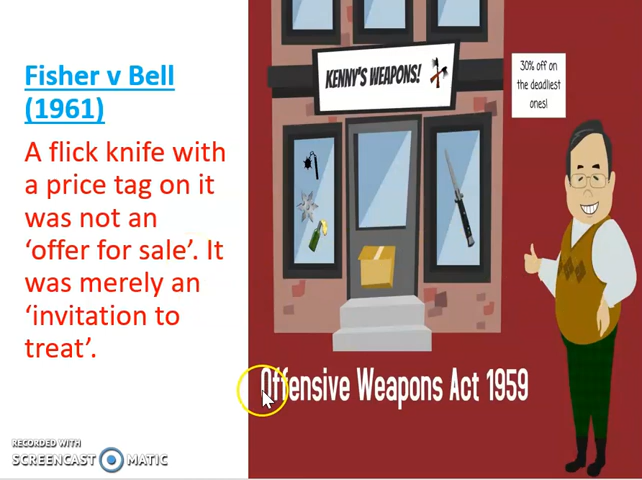 Fisher v Bell
(1961)
A flick knife with
a price tag on it
was not an
‘offer for sale’. It
was merely an
‘invitation to
treat’.
KENNY'S WEAPONS!
30% off on
the deadliest
ones!
Offensive Weapons Act 1959
RECORDED WITH
SCREENCAST MATIC